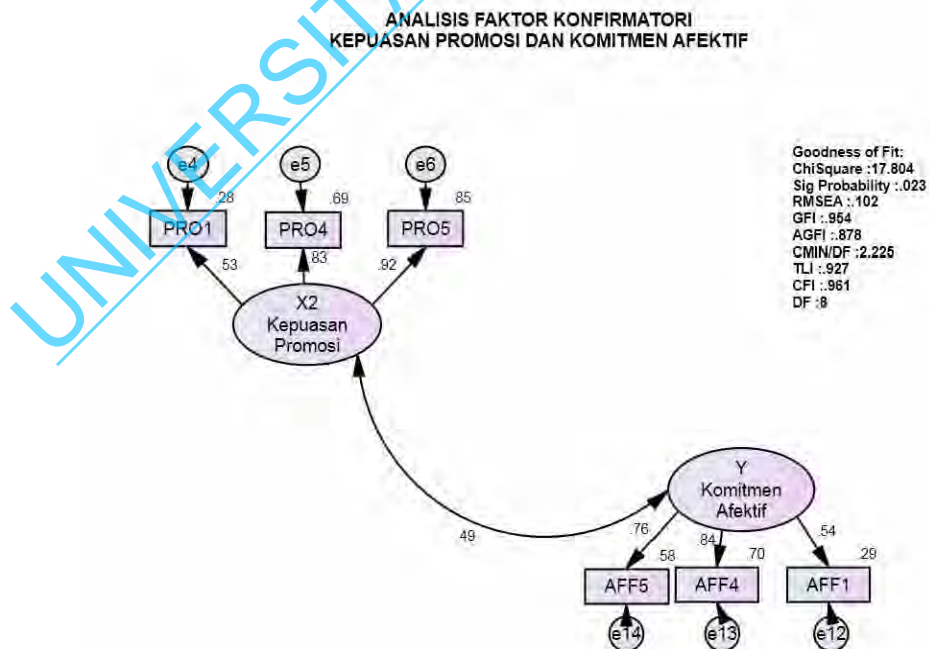 ANALISIS FAKTOR KONFIRMATORI
KEPUASAN PROMOSI DAN KOMITMEN AFEKTIF
UNIVERSITA
Goodness of Fit:
ChiSquare :17.804
Sig Probability :.023
RMSEA :.102
GFI :.954
AGFI :.878
CMIN/DF :2.225
TLI :.927
CFI :.961
DF :8
e4
e5
e6
.28
.69
.85
PRO1
PRO4
PRO5
.53
.83
.92
X2
Kepuasan
Promosi
.49
Y
Komitmen
Afektif
.76
.84
.54
.58
.70
.29
AFF5
AFF4
AFF1
e14
e13
e12